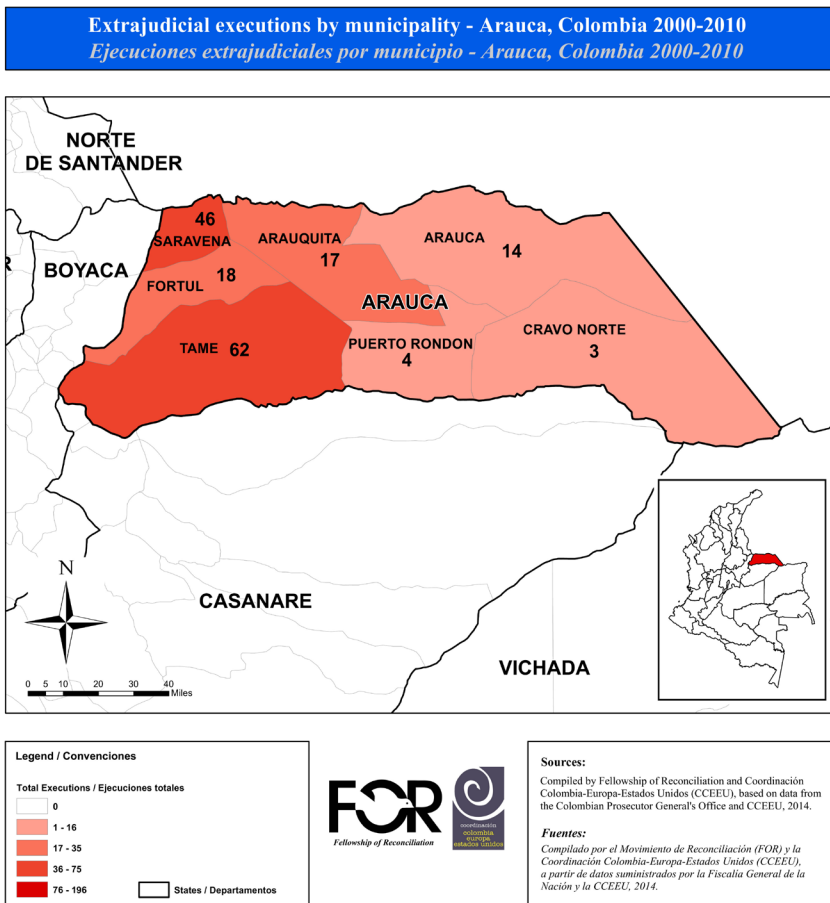 Extrajudicial executions by municipality - Arauca, Colombia 2000-2010
Ejecuciones extrajudiciales por municipio - Arauca, Colombia 2000-2010
NORTE
DE SANTANDER
46
SARAVENA
ARAUQUITA
17
ARAUCA
14
R
BOYACA
FORTUL
18
ARAUCA
CRAVO NORTE
3
TAME
62
PUERTO RONDON
4
N
CASANARE
VICHADA
0 5 10 20 30 40
Miles
Legend / Convenciones
Total Executions / Ejecuciones totales
0
1 - 16
17 - 35
36 - 75
76 - 196
States / Departamentos
FOR
Fellowship of Reconciliation
coordinación
colombia
europa
estados unidos
Sources:
Compiled by Fellowship of Reconciliation and Coordinación
Colombia-Europa-Estados Unidos (CCEEU), based on data from
the Colombian Prosecutor General's Office and CCEEU, 2014.
Fuentes:
Compilado por el Movimiento de Reconciliación (FOR) y la
Coordinación Colombia-Europa-Estados Unidos (CCEEU),
a partir de datos suministrados por la Fiscalía General de la
Nación y la CCEEU, 2014.